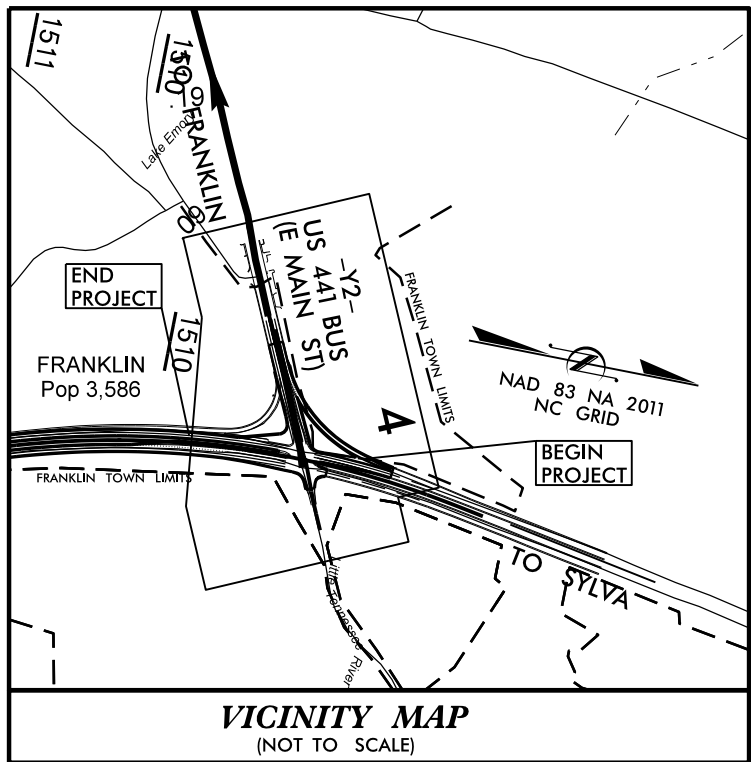 1511
1510
TO FRANKLIN
Lake Emory
-Y2-
US 441 BUS
(E MAIN ST)
END
PROJECT
1510
FRANKLIN
Pop 3,586
FRANKLIN TOWN LIMITS
NAD 83 NA 2011
NC GRID
4
BEGIN
PROJECT
FRANKLIN TOWN LIMITS
TO SYLVA
Little Tennessee River
VICINITY MAP
(NOT TO SCALE)